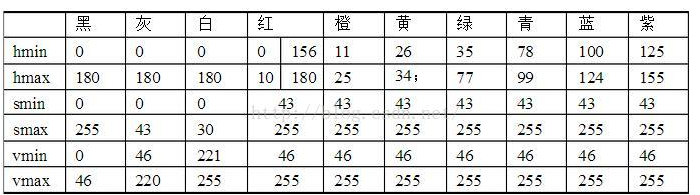 黑 灰 白 红 橙 黄 绿 青 蓝 紫
hmin 0 0 0 0 156 11 26 35 78 100 125
hmax 180 180 180 10 180 25 34; 77 99 124 155
smin 0 0 0 43 43 43 43 43 43 43
smax 255 43 30 255 255 255 255 255 255 255
vmin 0 46 221 46 46 46 46 46 46 46
vmax 46 220 255 255 255 255 255 255 255 255